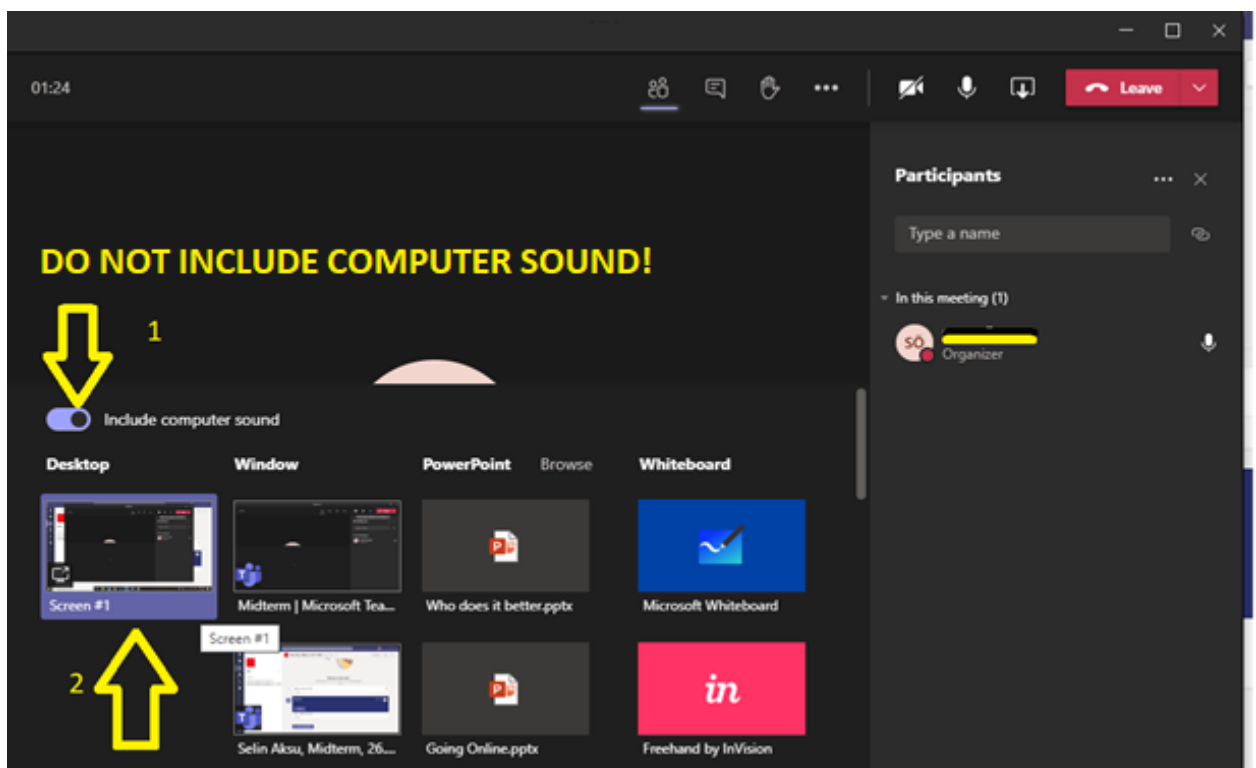 01:24
Leave
Participants
Type a name
DO NOT INCLUDE COMPUTER SOUND!
In this meeting (1)
1
SÖ
Organizer
Include computer sound
Desktop Window PowerPoint Browse Whiteboard
Screen #1 Midterm | Microsoft Tea... Who does it better.pptx Microsoft Whiteboard
Screen #1
2
in
Selin Aksu, Midterm, 26.... Going Online.pptx Freehand by InVision